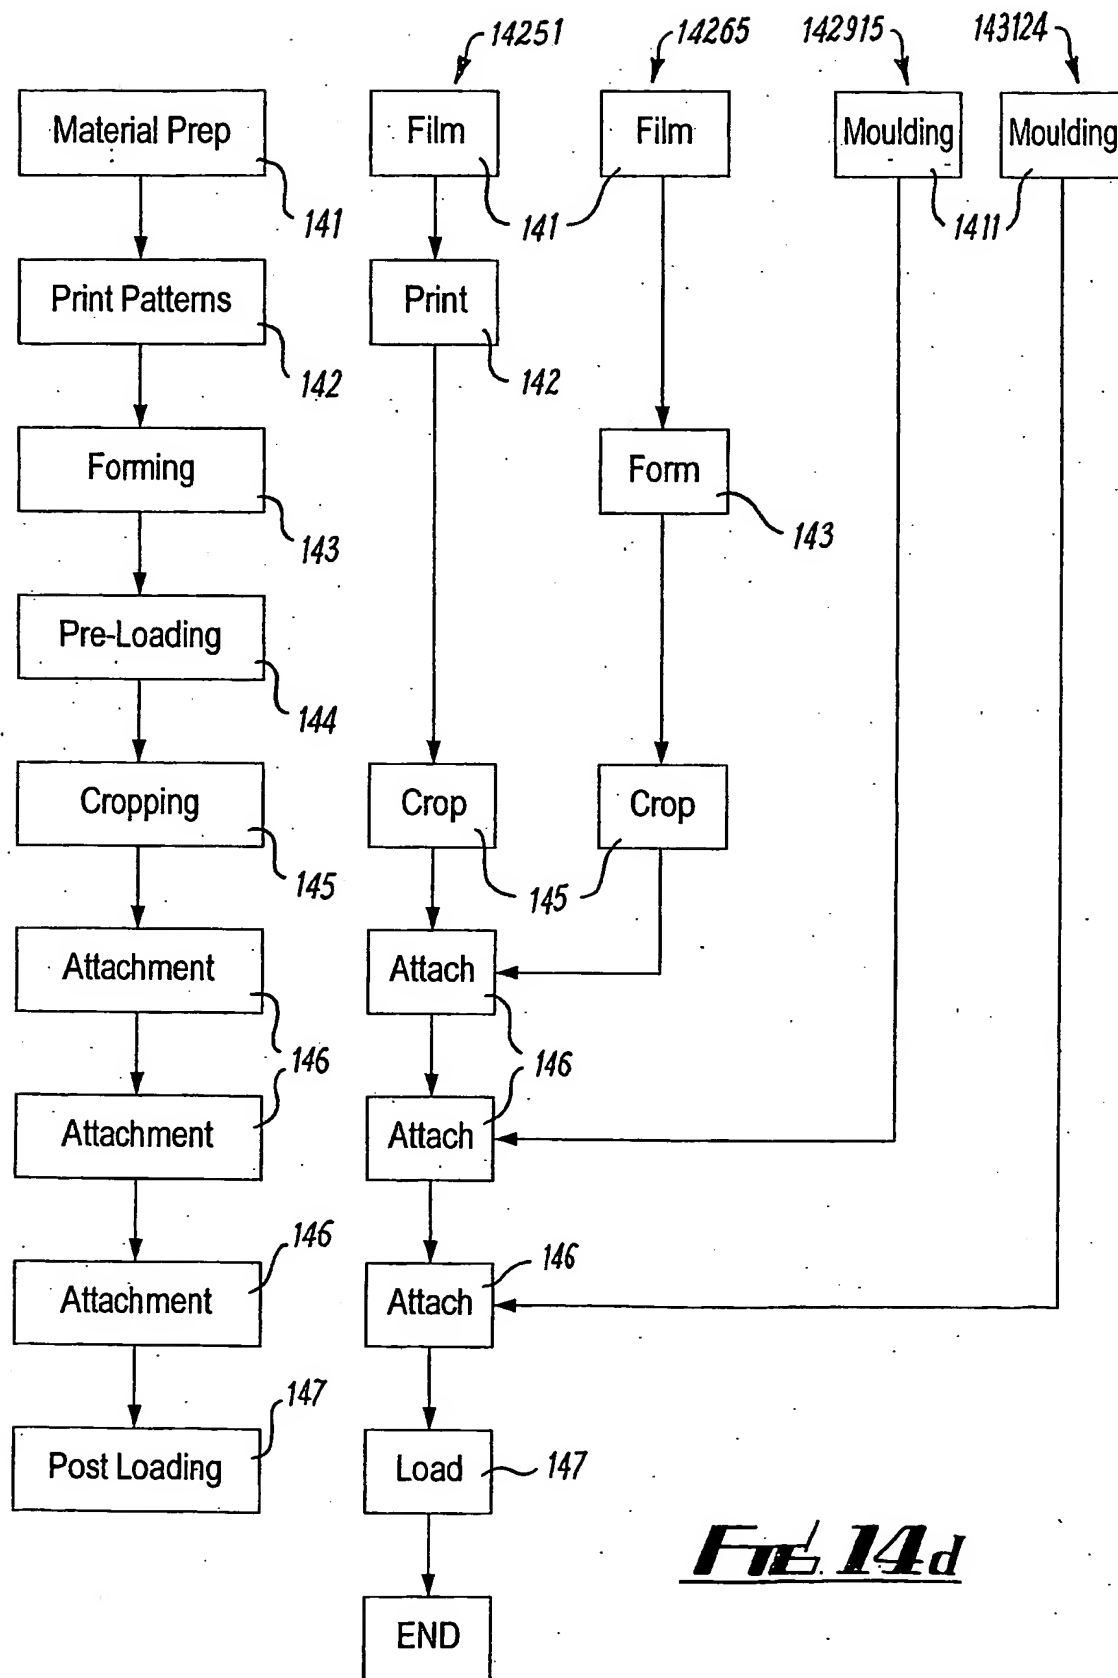 14251 14265 142915 143124
Material Prep Film Film Moulding Moulding
141 141 1411
Print Patterns Print
142 142
Forming Form
143 143
Pre-Loading
144
Cropping Crop Crop
145 145
Attachment Attach
146 146
Attachment Attach
146 146
Attachment Attach
147
Post Loading Load 147
END
FIG. 14d